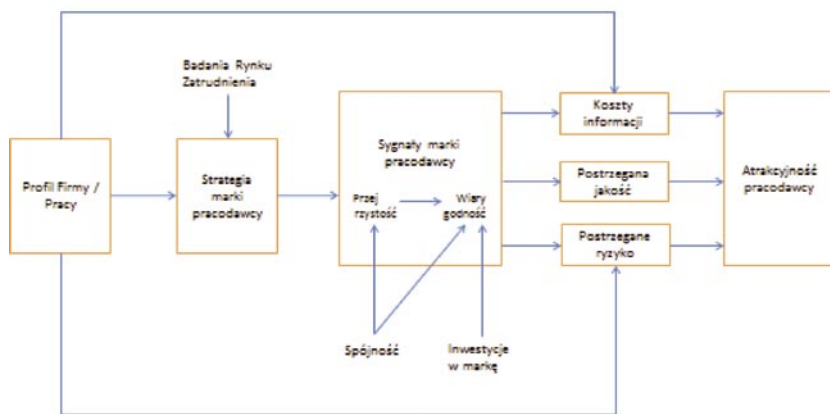 Badania Rynku
Zatrudnienia
Profil Firmy /
Pracy
Strategia
marki
pracodawcy
Sygnały marki
pracodawcy
Przej
rzystość
Wiary
godność
Spójność
Inwestycje
w markę
Koszty
informacji
Postrzegana
jakość
Postrzegane
ryzyko
Atrakcyjność
pracodawcy